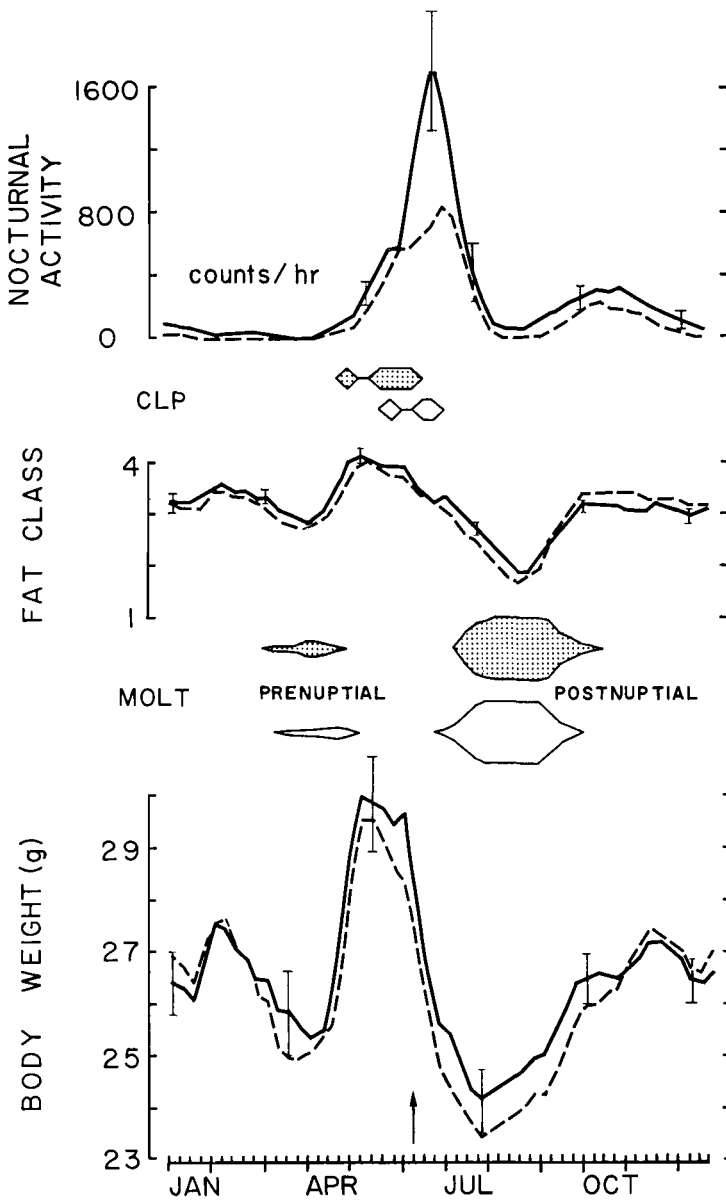 NOCTURNAL
ACTIVITY
1600
800
0
counts/hr
CLP
FAT CLASS
4
1
MOLT
PRENUPTIAL
POSTNUPTIAL
BODY WEIGHT (g)
29
27
25
23
JAN
APR
JUL
OCT